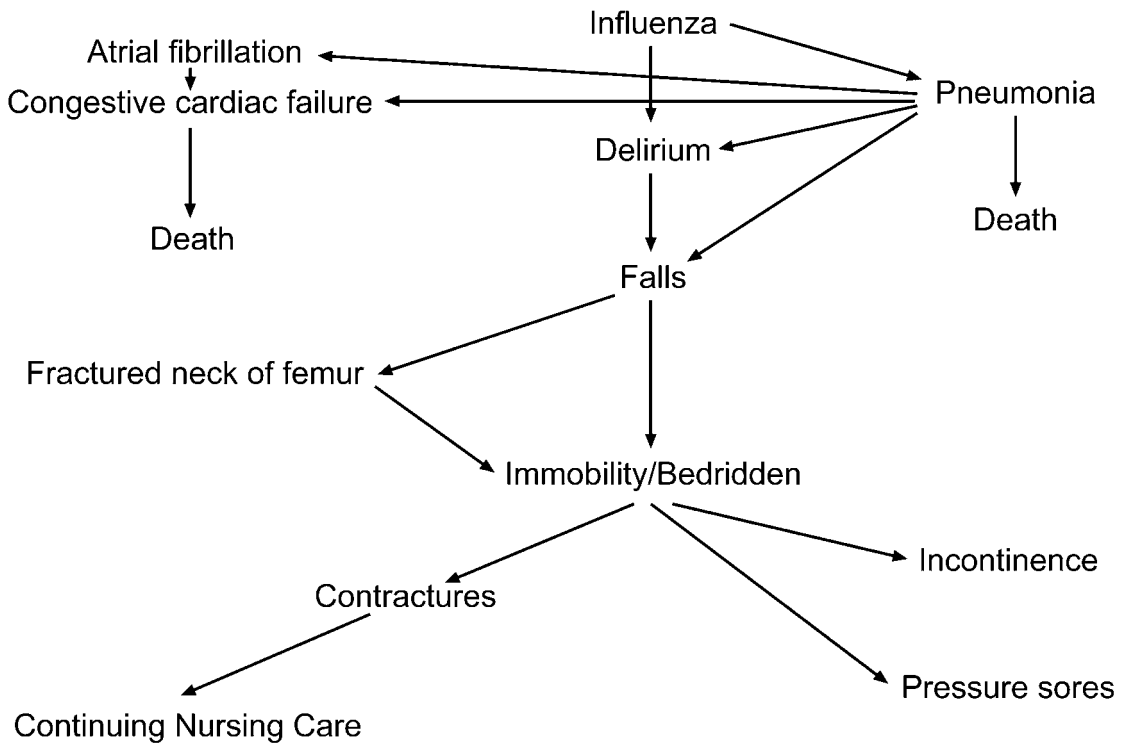 Influenza
Atrial fibrillation
Pneumonia
Congestive cardiac failure
Delirium
Death
Death
Falls
Fractured neck of femur
Immobility/Bedridden
Incontinence
Contractures
Pressure sores
Continuing Nursing Care